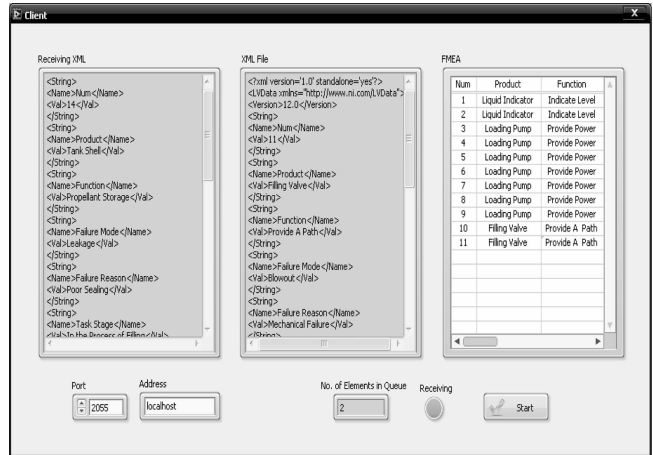 Client
X
Receiving XML
<String>
<Name>Num</Name>
<Val>14</Val>
</String>
<String>
<Name>Product</Name>
<Val>Tank Shell</Val>
</String>
<String>
<Name>Function</Name>
<Val>Propellant Storage</Val>
</String>
<String>
<Name>Failure Mode</Name>
<Val>Leakage</Val>
</String>
<String>
<Name>Failure Reason</Name>
<Val>Poor Sealing</Val>
</String>
<String>
<Name>Task Stage</Name>
<Val>In the Process of Filling</Val>
XML File
<?xml version='1.0' standalone='yes'?>
<LVData xmlns="http://www.ni.com/LVData">
<Version>12.0</Version>
<String>
<Name>Num</Name>
<Val>11</Val>
</String>
<String>
<Name>Product</Name>
<Val>Filling Valve</Val>
</String>
<String>
<Name>Function</Name>
<Val>Provide A Path</Val>
</String>
<String>
<Name>Failure Mode</Name>
<Val>Blowout</Val>
</String>
<String>
<Name>Failure Reason</Name>
<Val>Mechanical Failure</Val>
</String>
FMEA
Num Product Function
1 Liquid Indicator Indicate Level
2 Liquid Indicator Indicate Level
3 Loading Pump Provide Power
4 Loading Pump Provide Power
5 Loading Pump Provide Power
6 Loading Pump Provide Power
7 Loading Pump Provide Power
8 Loading Pump Provide Power
9 Loading Pump Provide Power
10 Filling Valve Provide A Path
11 Filling Valve Provide A Path
Port Address No. of Elements in Queue Receiving
2055 localhost 2 Start